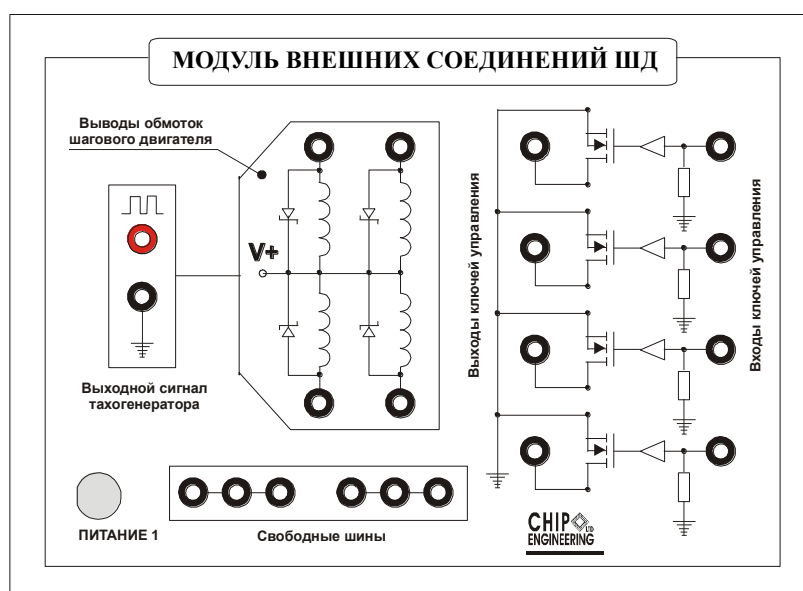 МОДУЛЬ ВНЕШНИХ СОЕДИНЕНИЙ ШД
Выводы обмоток
шагового двигателя
V+
Выходной сигнал
тахогенератора
Выходы ключей управления
Входы ключей управления
ПИТАНИЕ 1
Свободные шины
CHIP LTD
ENGINEERING